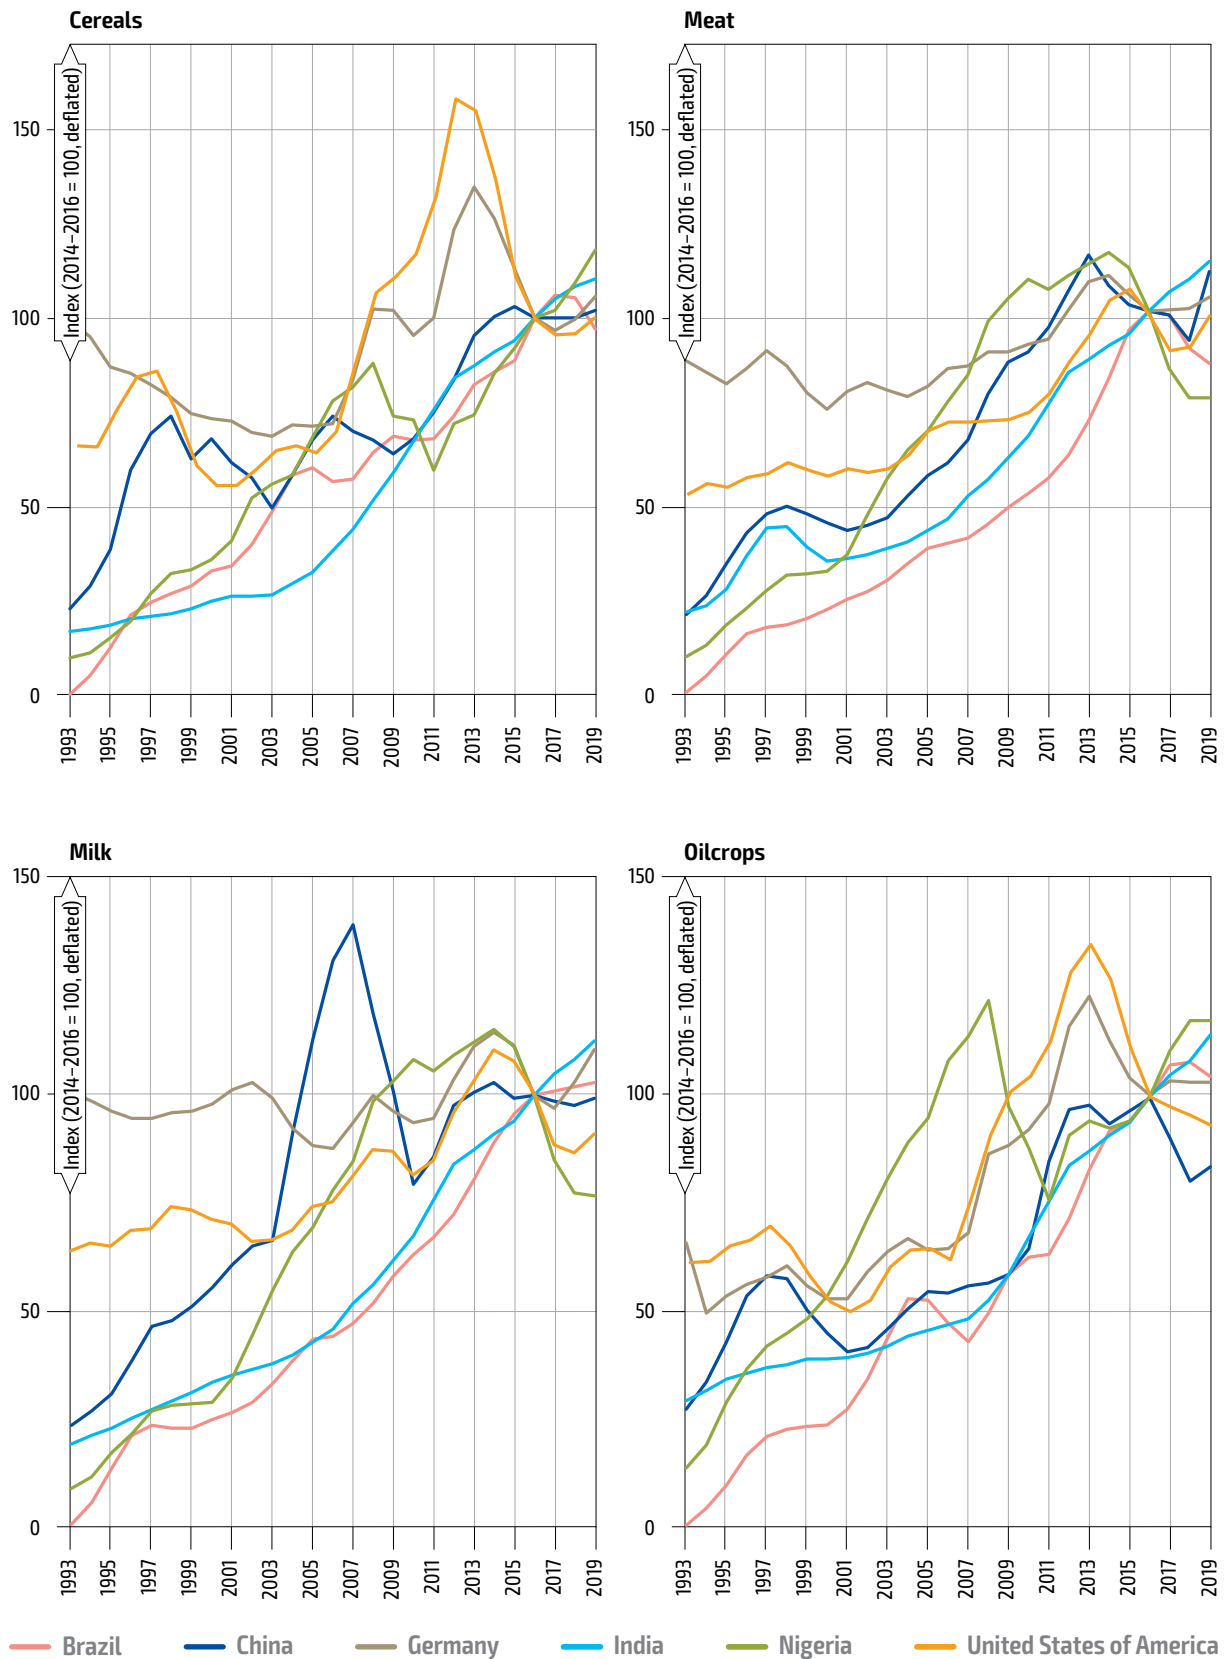 Cereals
Index (2014–2016 = 100, deflated)
150
100
50
0
1993 1995 1997 1999 2001 2003 2005 2007 2009 2011 2013 2015 2017 2019
Meat
Index (2014–2016 = 100, deflated)
150
100
50
0
1993 1995 1997 1999 2001 2003 2005 2007 2009 2011 2013 2015 2017 2019
Milk
Index (2014–2016 = 100, deflated)
150
100
50
0
1993 1995 1997 1999 2001 2003 2005 2007 2009 2011 2013 2015 2017 2019
Oilcrops
Index (2014–2016 = 100, deflated)
150
100
50
0
1993 1995 1997 1999 2001 2003 2005 2007 2009 2011 2013 2015 2017 2019
Brazil China Germany India Nigeria United States of America